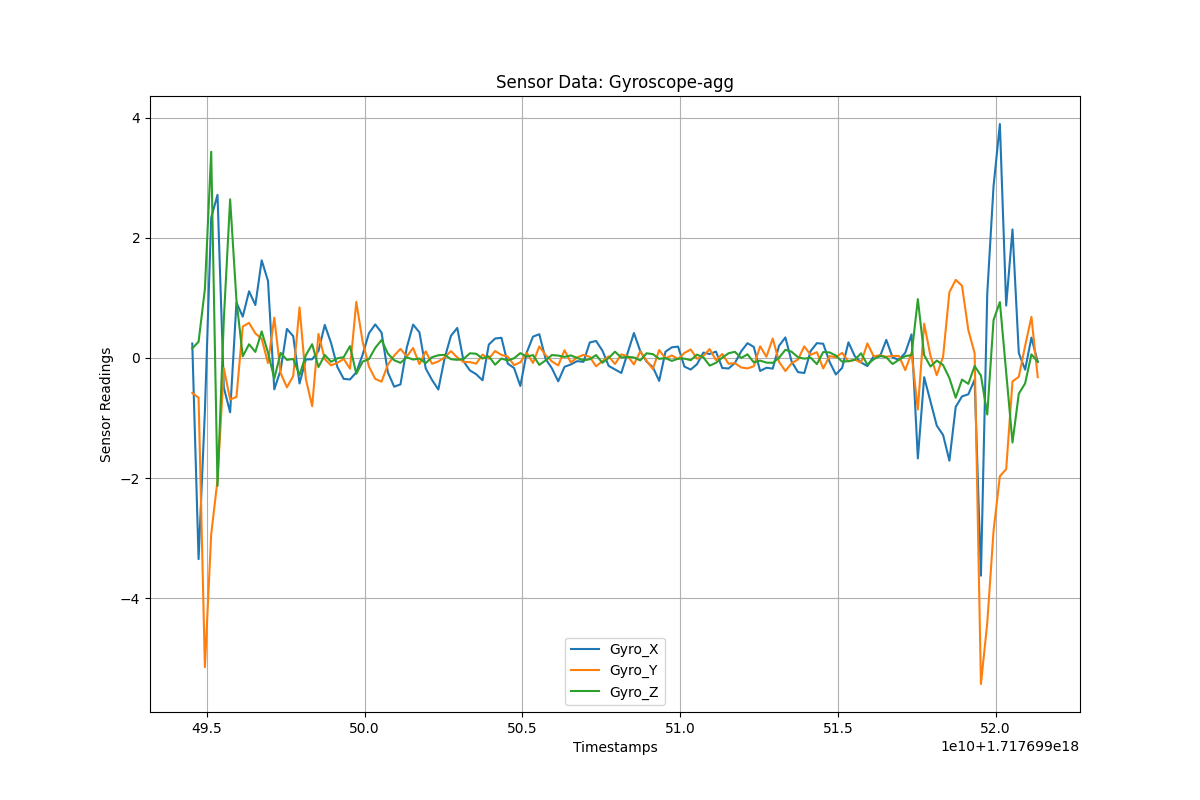 Sensor Data: Gyroscope-agg
4
2
0
−2
−4
Sensor Readings
Gyro_X
Gyro_Y
Gyro_Z
49.5 50.0 50.5 51.0 51.5 52.0
Timestamps
1e10+1.717699e18